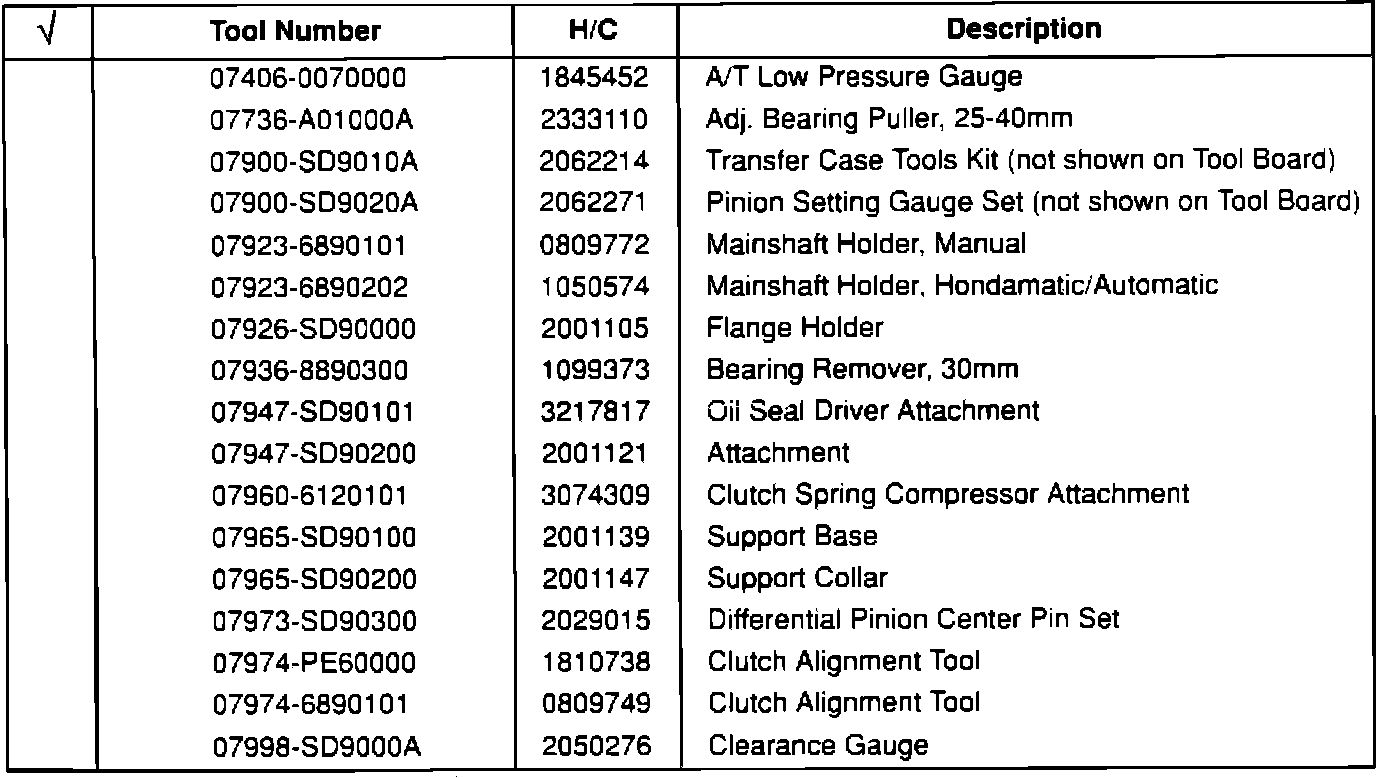 √ Tool Number H/C Description
07406-0070000 1845452 A/T Low Pressure Gauge
07736-A01000A 2333110 Adj. Bearing Puller, 25-40mm
07900-SD9010A 2062214 Transfer Case Tools Kit (not shown on Tool Board)
07900-SD9020A 2062271 Pinion Setting Gauge Set (not shown on Tool Board)
07923-6890101 0809772 Mainshaft Holder, Manual
07923-6890202 1050574 Mainshaft Holder, Hondamatic/Automatic
07926-SD90000 2001105 Flange Holder
07936-8890300 1099373 Bearing Remover, 30mm
07947-SD90101 3217817 Oil Seal Driver Attachment
07947-SD90200 2001121 Attachment
07960-6120101 3074309 Clutch Spring Compressor Attachment
07965-SD90100 2001139 Support Base
07965-SD90200 2001147 Support Collar
07973-SD90300 2029015 Differential Pinion Center Pin Set
07974-PE60000 1810738 Clutch Alignment Tool
07974-6890101 0809749 Clutch Alignment Tool
07998-SD9000A 2050276 Clearance Gauge